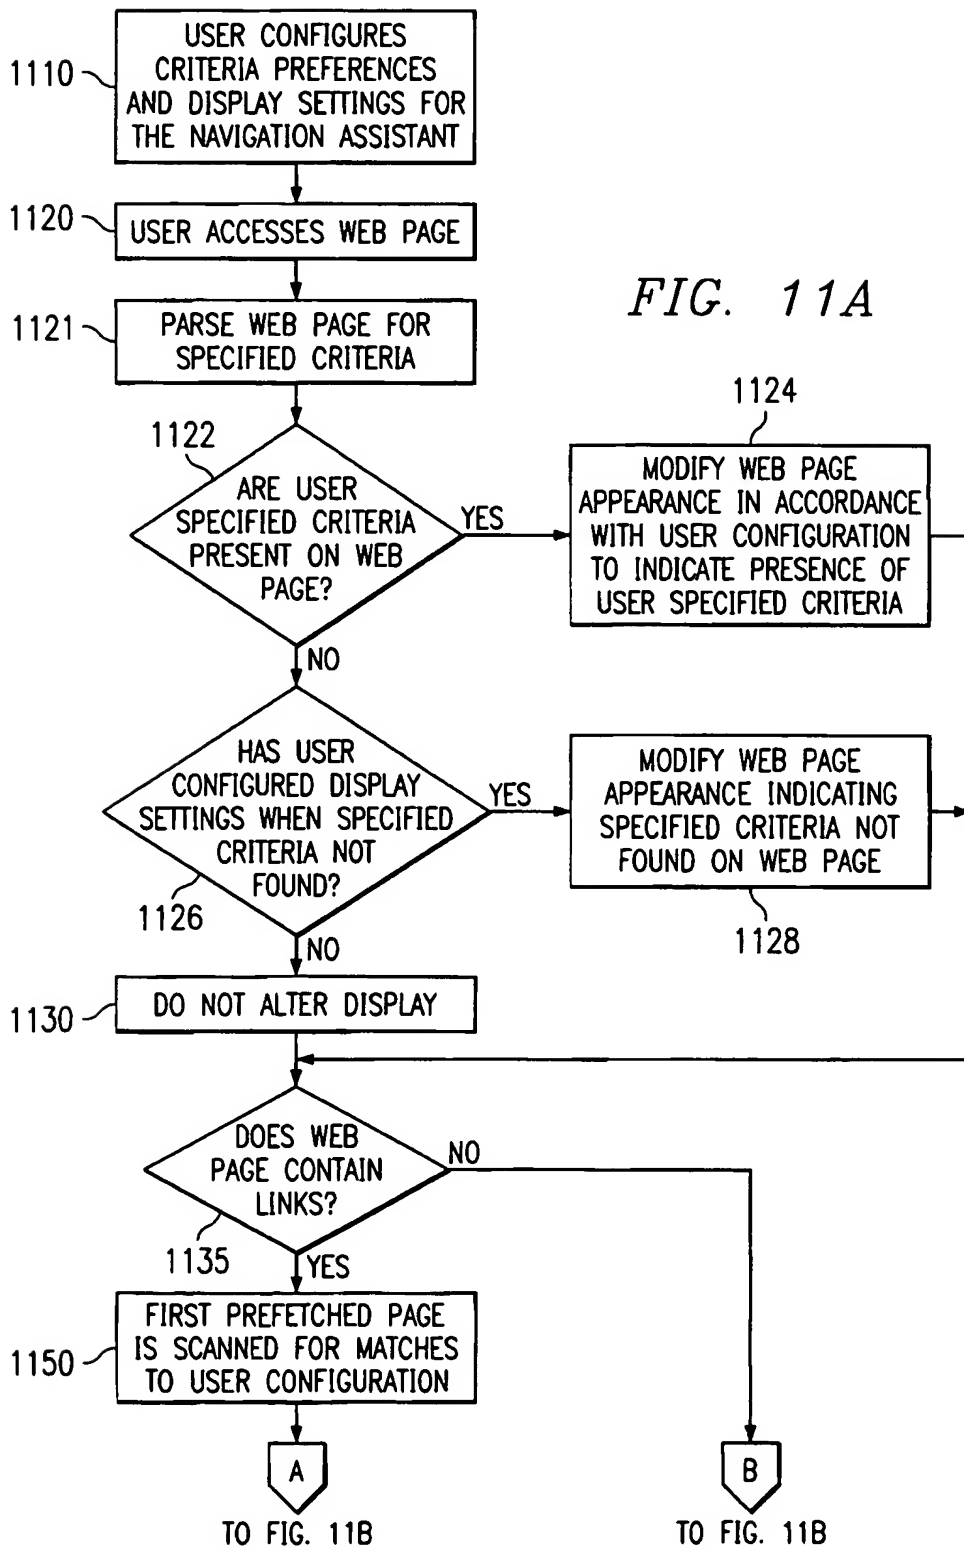 1110
USER CONFIGURES
CRITERIA PREFERENCES
AND DISPLAY SETTINGS FOR
THE NAVIGATION ASSISTANT
1120
USER ACCESSES WEB PAGE
1121
PARSE WEB PAGE FOR
SPECIFIED CRITERIA
FIG. 11A
1122
ARE USER
SPECIFIED CRITERIA
PRESENT ON WEB
PAGE?
YES
NO
1124
MODIFY WEB PAGE
APPEARANCE IN ACCORDANCE
WITH USER CONFIGURATION
TO INDICATE PRESENCE OF
USER SPECIFIED CRITERIA
HAS USER
CONFIGURED DISPLAY
SETTINGS WHEN SPECIFIED
CRITERIA NOT
FOUND?
1126
YES
NO
MODIFY WEB PAGE
APPEARANCE INDICATING
SPECIFIED CRITERIA NOT
FOUND ON WEB PAGE
1128
1130
DO NOT ALTER DISPLAY
DOES WEB
PAGE CONTAIN
LINKS?
1135
NO
YES
1150
FIRST PREFETCHED PAGE
IS SCANNED FOR MATCHES
TO USER CONFIGURATION
A
TO FIG. 11B
B
TO FIG. 11B